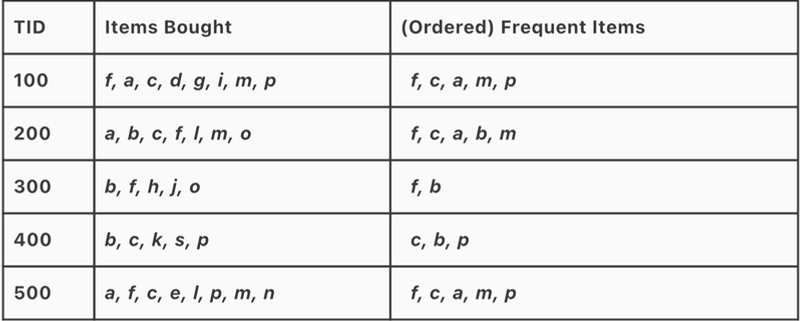 TID Items Bought (Ordered) Frequent Items
100 f, a, c, d, g, i, m, p f, c, a, m, p
200 a, b, c, f, l, m, o f, c, a, b, m
300 b, f, h, j, o f, b
400 b, c, k, s, p c, b, p
500 a, f, c, e, l, p, m, n f, c, a, m, p